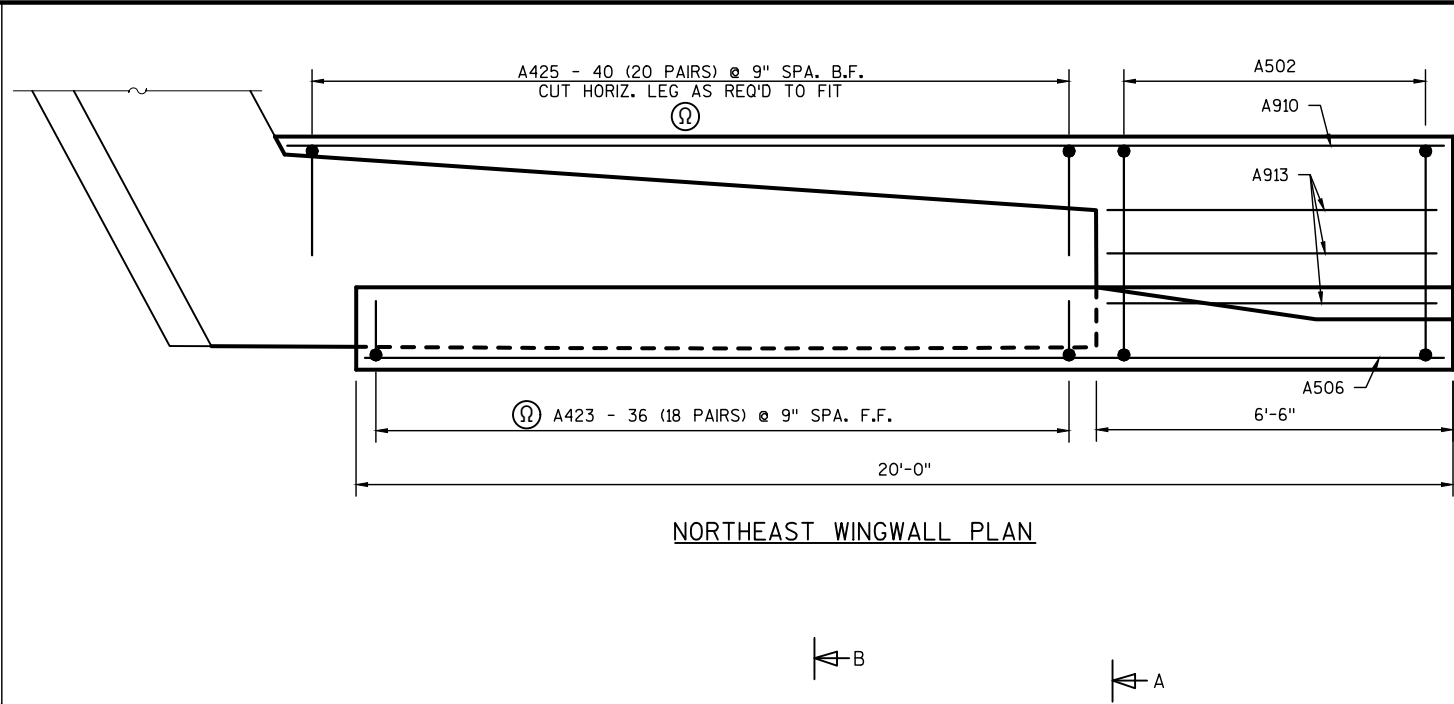 A425 - 40 (20 PAIRS) @ 9" SPA. B.F.
CUT HORIZ. LEG AS REQ'D TO FIT
Ω
A502
A910
A913
A506
Ω A423 - 36 (18 PAIRS) @ 9" SPA. F.F.
6'-6"
20'-0"
NORTHEAST WINGWALL PLAN
B
A